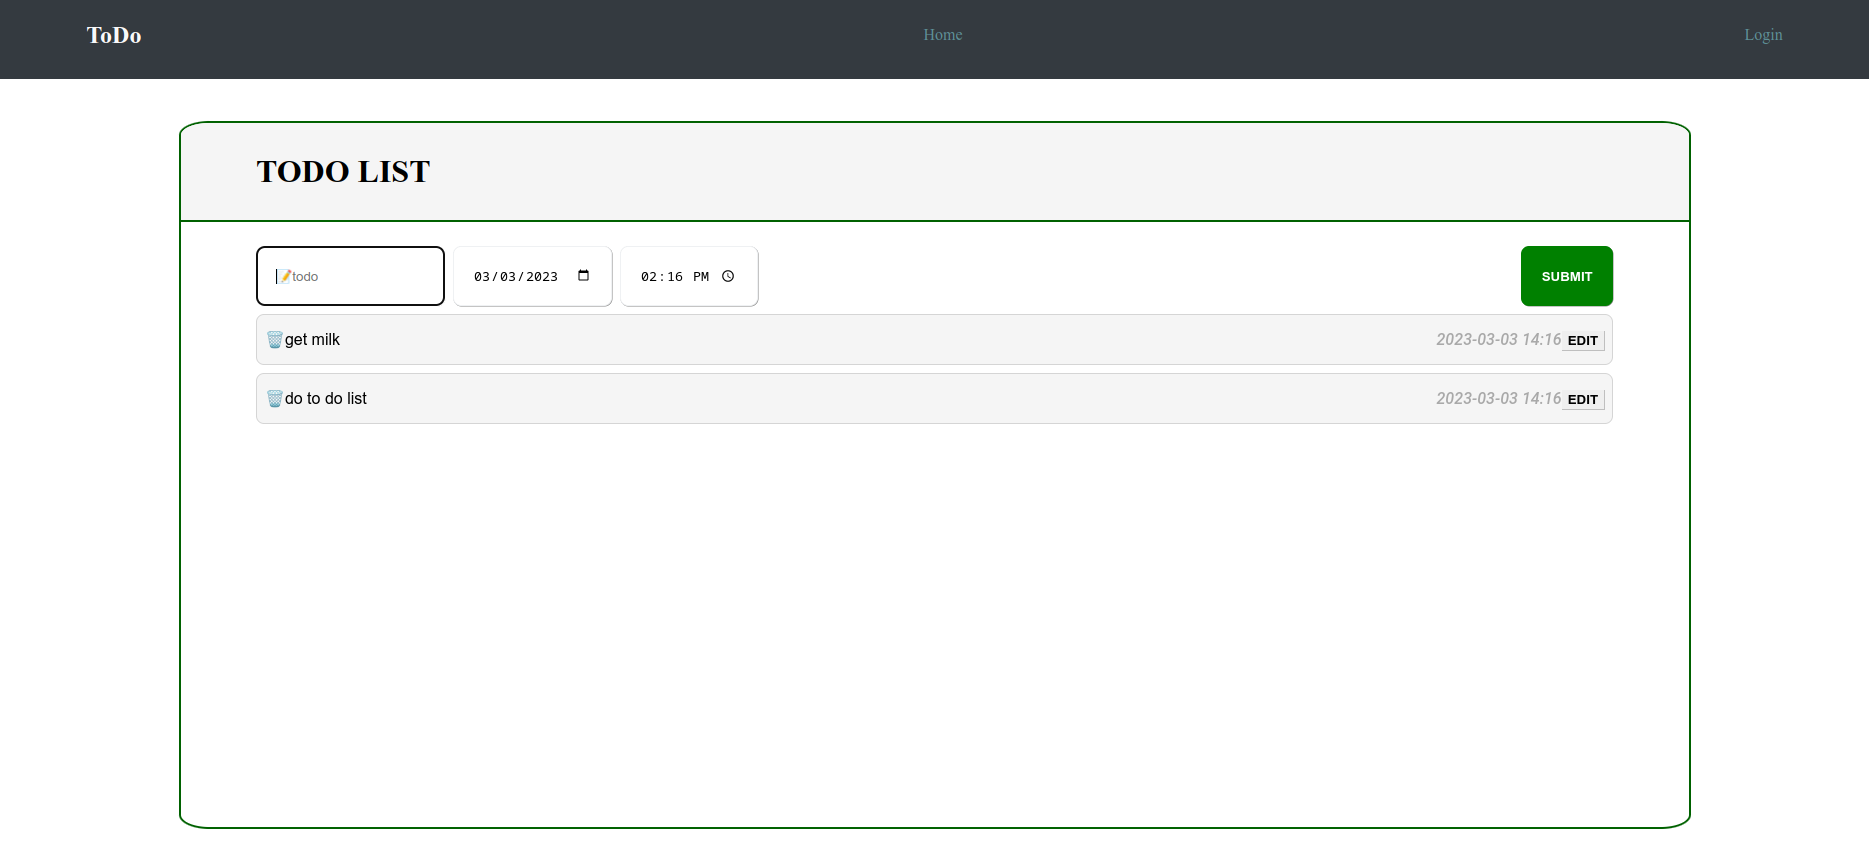 ToDo Home Login
TODO LIST
📝todo 03/03/2023 02:16 PM SUBMIT
🗑️get milk 2023-03-03 14:16 EDIT
🗑️do to do list 2023-03-03 14:16 EDIT